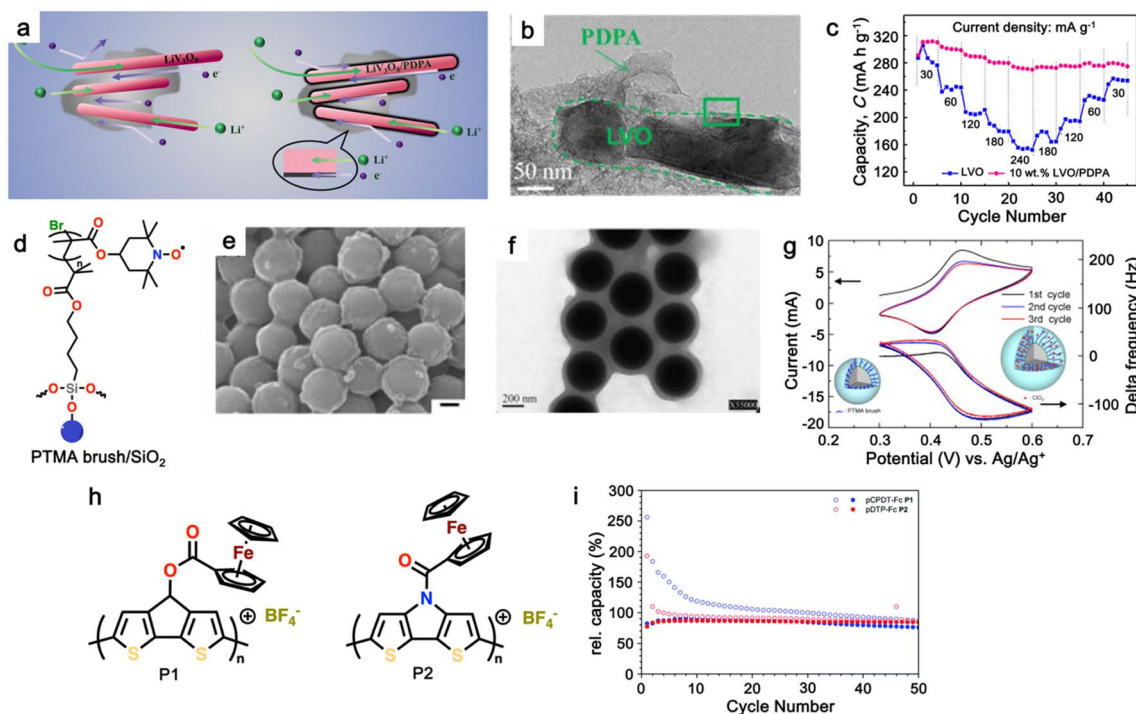 a
LiV₃O₈
e⁻
Li⁺
LiV₃O₈/PDPA
e⁻
Li⁺
Li⁺
e⁻
b
PDPA
LVO
50 nm
c
Current density: mA g⁻¹
Capacity, C (mA h g⁻¹)
320
280
240
200
160
120
30
60
120
180
240
180
120
60
30
LVO
10 wt.% LVO/PDPA
0 10 20 30 40
Cycle Number
d
Br
n
O
O
N–O•
n
O
O
O Si O
O
PTMA brush/SiO₂
e
f
200 nm
X55000
g
10
5
0
-5
-10
-15
-20
Current (mA)
1st cycle
2nd cycle
3rd cycle
PTMA brush
ClO₄⁻
200
100
0
-100
Delta frequency (Hz)
0.2 0.3 0.4 0.5 0.6 0.7
Potential (V) vs. Ag/Ag⁺
h
O
O
Fe
S S
n
⊕ BF₄⁻
P1
O
N
Fe
S S
n
⊕ BF₄⁻
P2
i
rel. capacity (%)
300
250
200
150
100
50
0
pCPDT-Fc P1
pDTP-Fc P2
0 10 20 30 40 50
Cycle Number